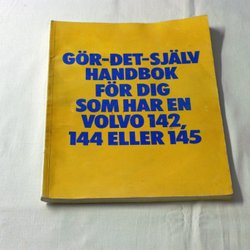 GÖR-DET-SJÄLV
HANDBOK
FÖR DIG
SOM HAR EN
VOLVO 142,
144 ELLER 145